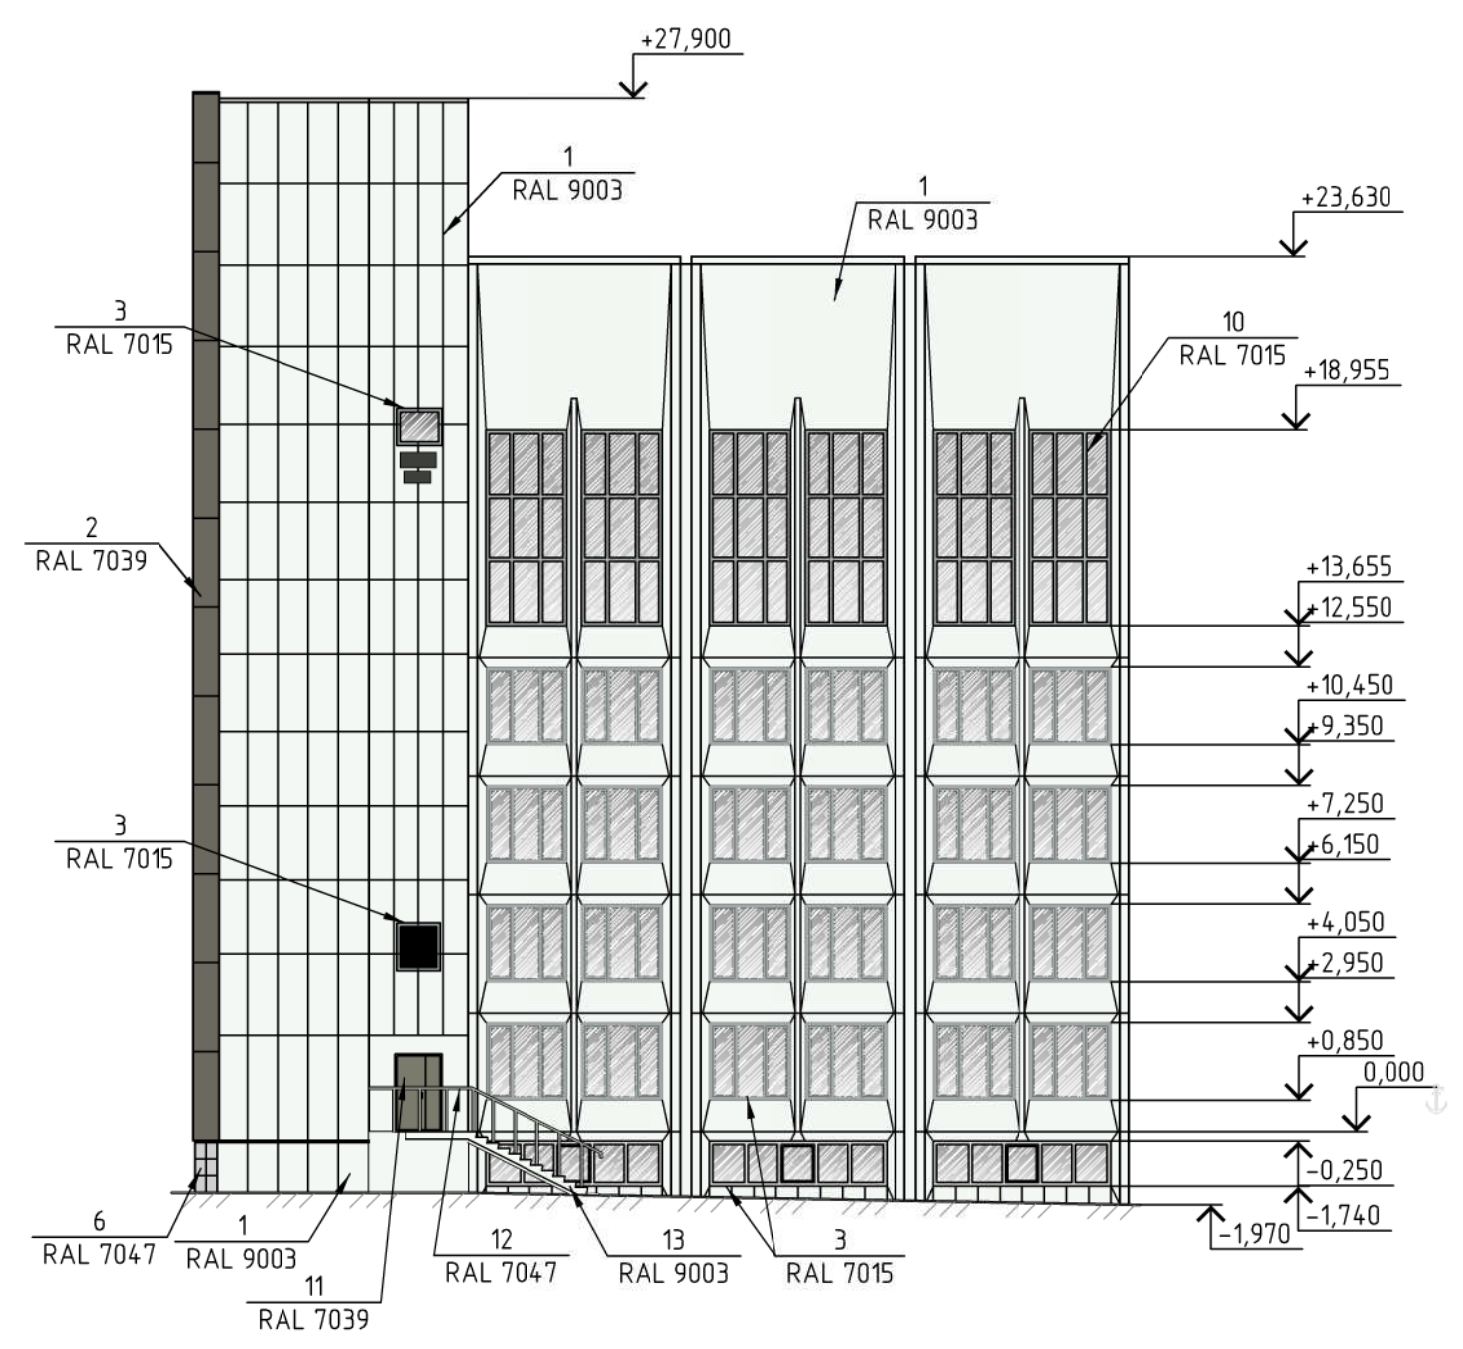 +27,900
1
RAL 9003
1
RAL 9003
+23,630
3
RAL 7015
10
RAL 7015
+18,955
2
RAL 7039
+13,655
+12,550
+10,450
+9,350
3
RAL 7015
+7,250
+6,150
+4,050
+2,950
+0,850
0,000
-0,250
-1,740
-1,970
6
RAL 7047
1
RAL 9003
11
RAL 7039
12
RAL 7047
13
RAL 9003
3
RAL 7015